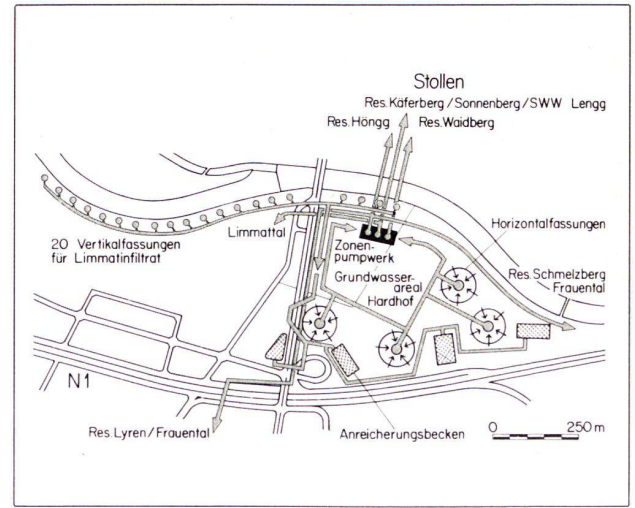 Stollen
Res. Käferberg / Sonnenberg / SWW Lengg
Res. Höngg
Res. Waidberg
Limmattal
Horizontalfassungen
20 Vertikalfassungen
für Limmatinfiltrat
Zonen-
pumpwerk
Grundwasser-
areal
Hardhof
Res. Schmelzberg
Frauental
N1
Res. Lyren / Frauental
Anreicherungsbecken
0 250 m